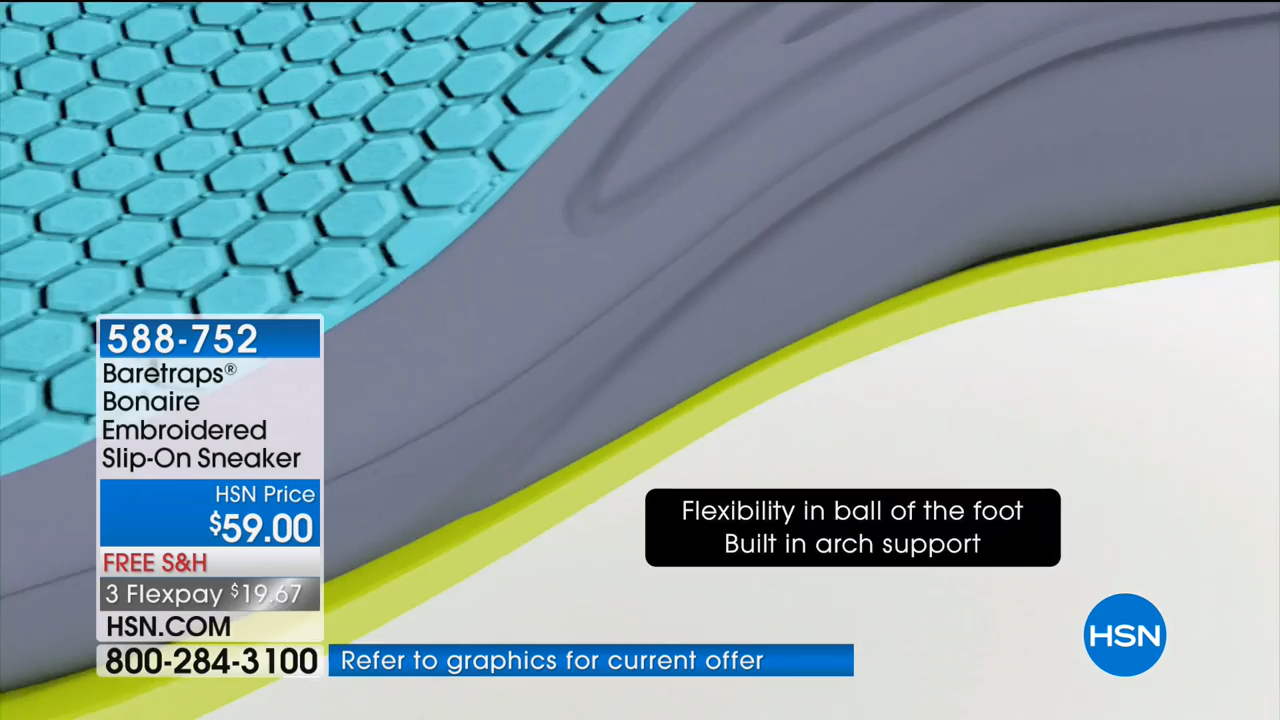 588-752
Baretraps®
Bonaire
Embroidered
Slip-On Sneaker
HSN Price
$59.00
FREE S&H
3 Flexpay $19.67
HSN.COM
800-284-3100
Refer to graphics for current offer
Flexibility in ball of the foot
Built in arch support
HSN